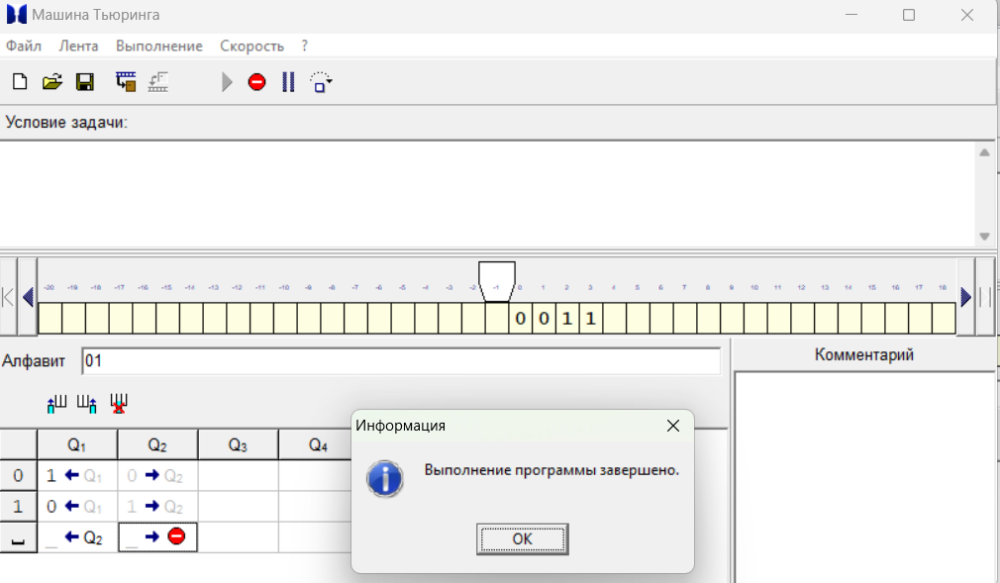 Машина Тьюринга
Файл Лента Выполнение Скорость ?
Условие задачи:
-20 -19 -18 -17 -16 -15 -14 -13 -12 -11 -10 -9 -8 -7 -6 -5 -4 -3 -2 -1 0 1 2 3 4 5 6 7 8 9 10 11 12 13 14 15 16 17 18
0 0 1 1
Алфавит 01
Комментарий
Информация
Выполнение программы завершено.
OK
Q1 Q2 Q3 Q4
0 1 ← Q1 0 → Q2
1 0 ← Q1 1 → Q2
_ ← Q2 _ →